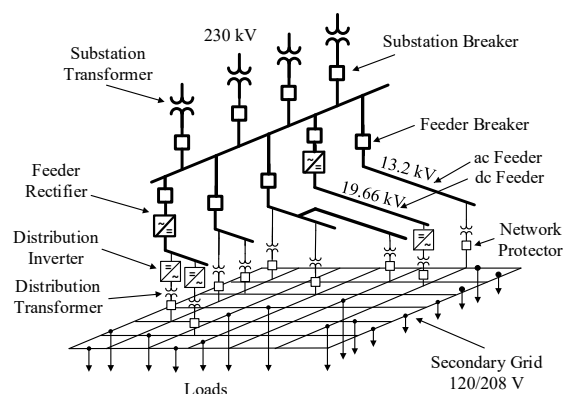 230 kV
Substation
Transformer
Substation Breaker
Feeder Breaker
13.2 kV
ac Feeder
19.66 kV
dc Feeder
Feeder
Rectifier
Network
Protector
Distribution
Inverter
Distribution
Transformer
Secondary Grid
120/208 V
Loads